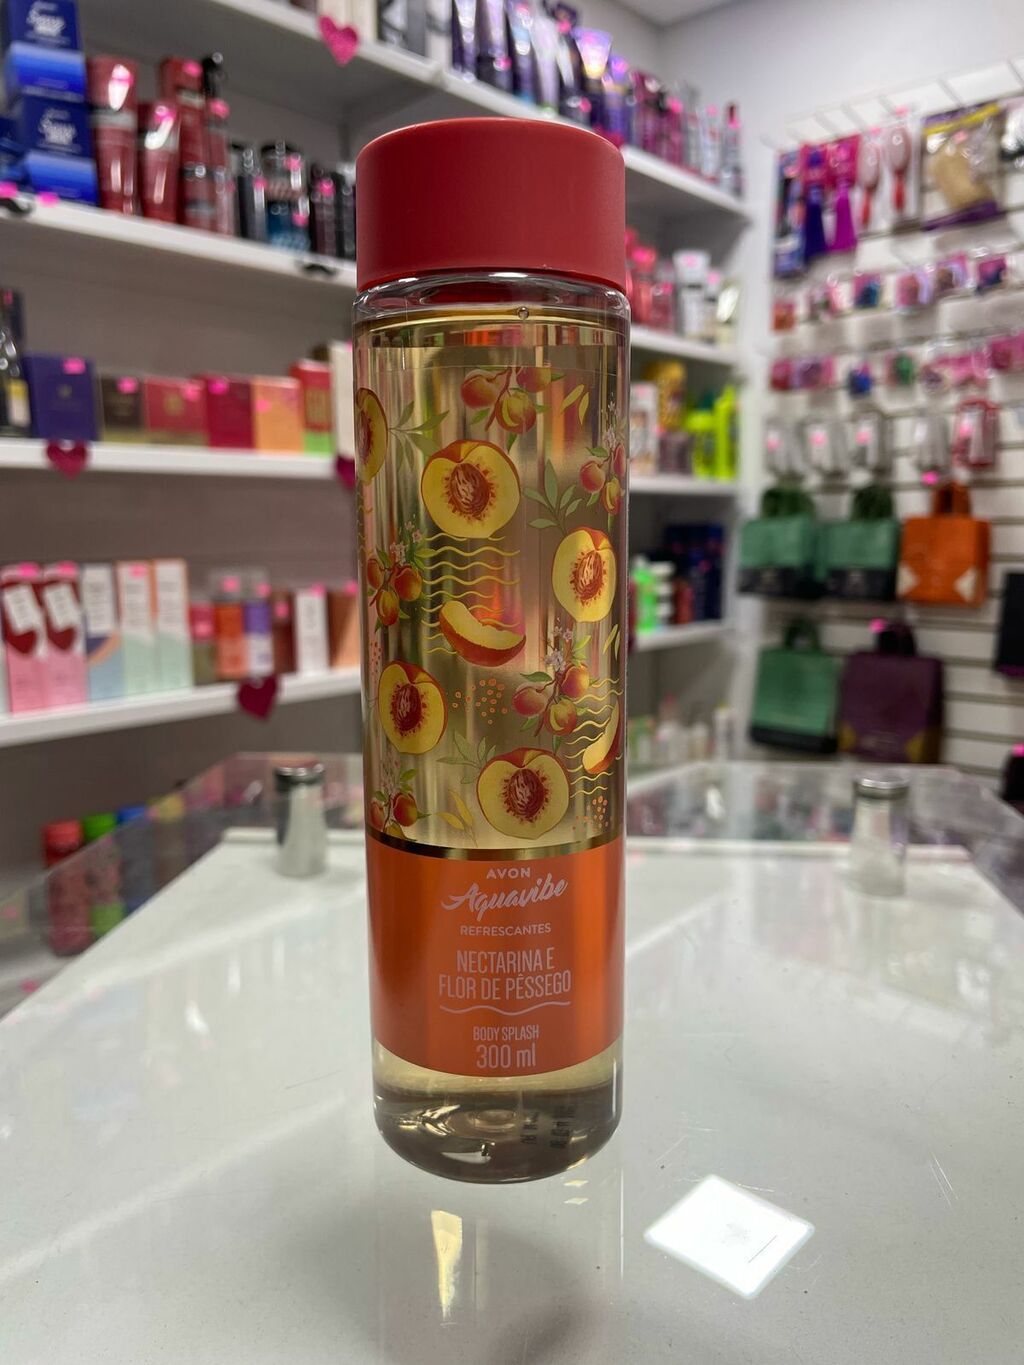 AVON
Aquavibe
REFRESCANTES
NECTARINA E
FLOR DE PÊSSEGO
BODY SPLASH
300 ml